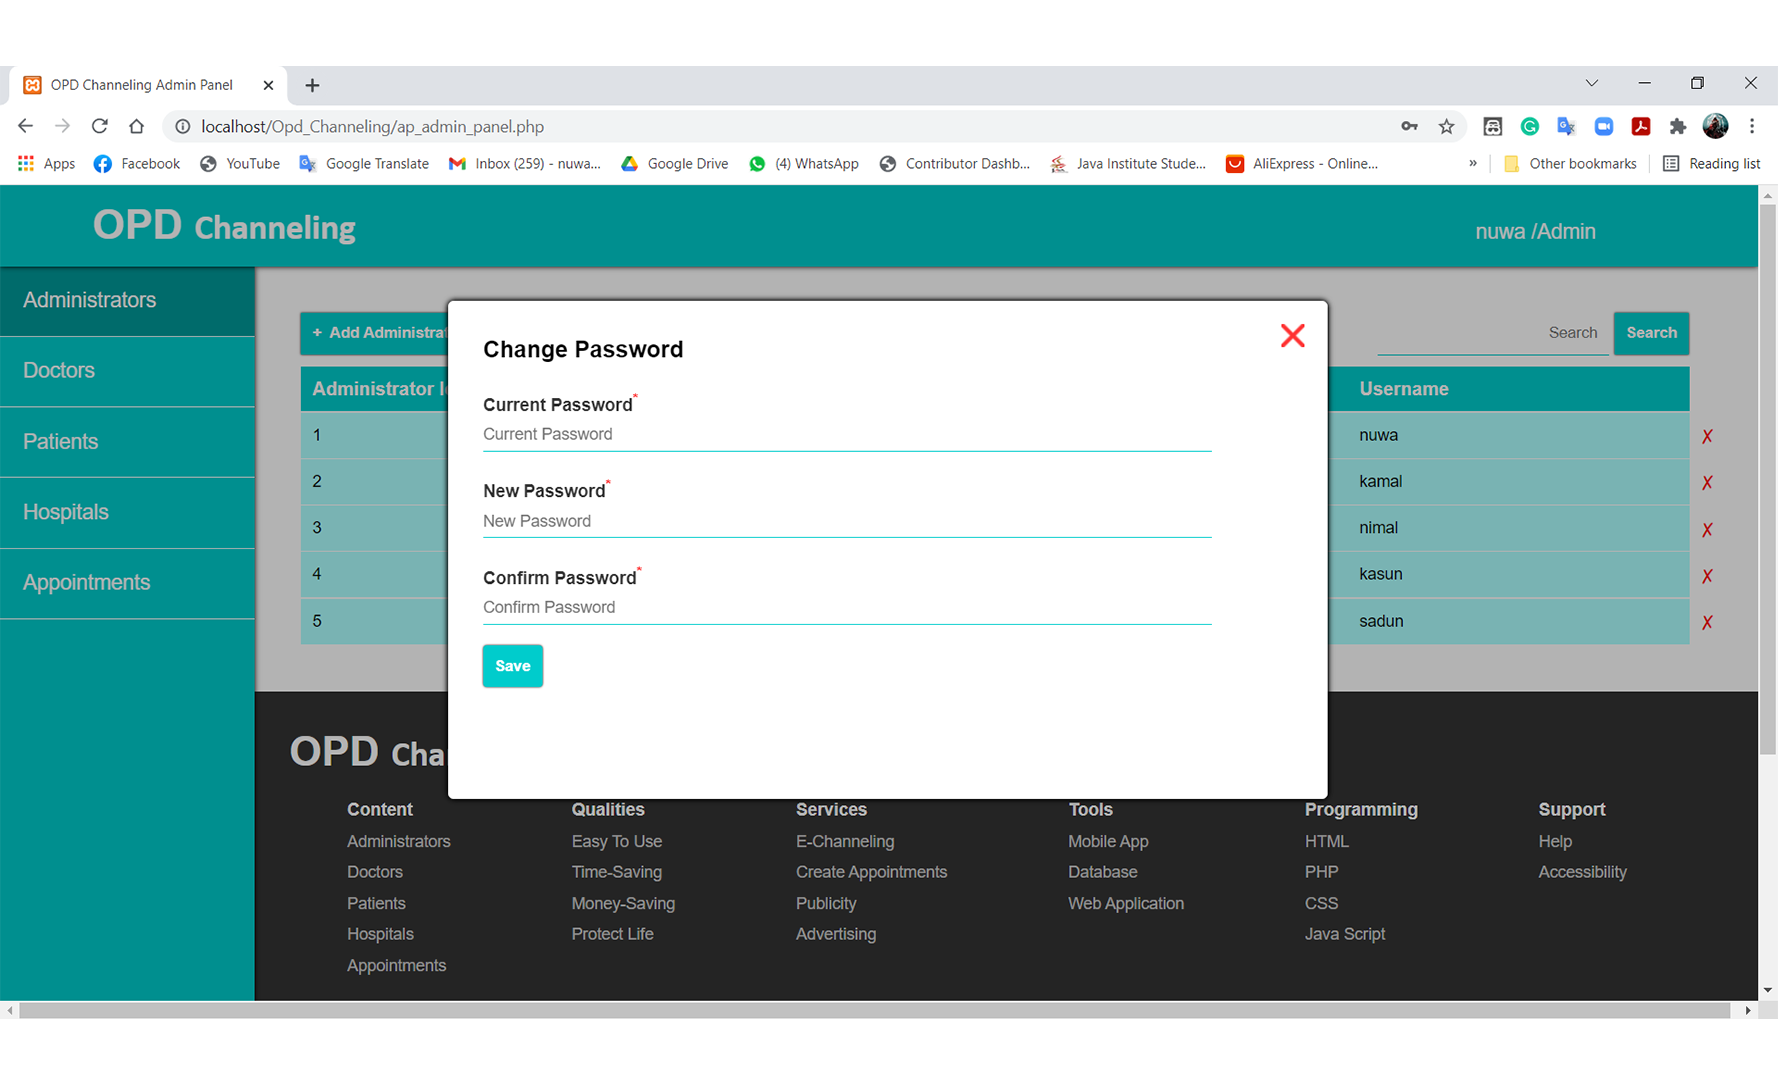 OPD Channeling Admin Panel
localhost/Opd_Channeling/ap_admin_panel.php
Apps Facebook YouTube Google Translate Inbox (259) - nuwa... Google Drive (4) WhatsApp Contributor Dashb... Java Institute Stude... AliExpress - Online... » Other bookmarks Reading list
OPD Channeling
nuwa /Admin
Administrators
Doctors
Patients
Hospitals
Appointments
+ Add Administrat
Search Search
Administrator I
Username
1 nuwa X
2 kamal X
3 nimal X
4 kasun X
5 sadun X
Change Password
Current Password*
Current Password
New Password*
New Password
Confirm Password*
Confirm Password
Save
OPD Cha
Content Qualities Services Tools Programming Support
Administrators Easy To Use E-Channeling Mobile App HTML Help
Doctors Time-Saving Create Appointments Database PHP Accessibility
Patients Money-Saving Publicity Web Application CSS
Hospitals Protect Life Advertising Java Script
Appointments